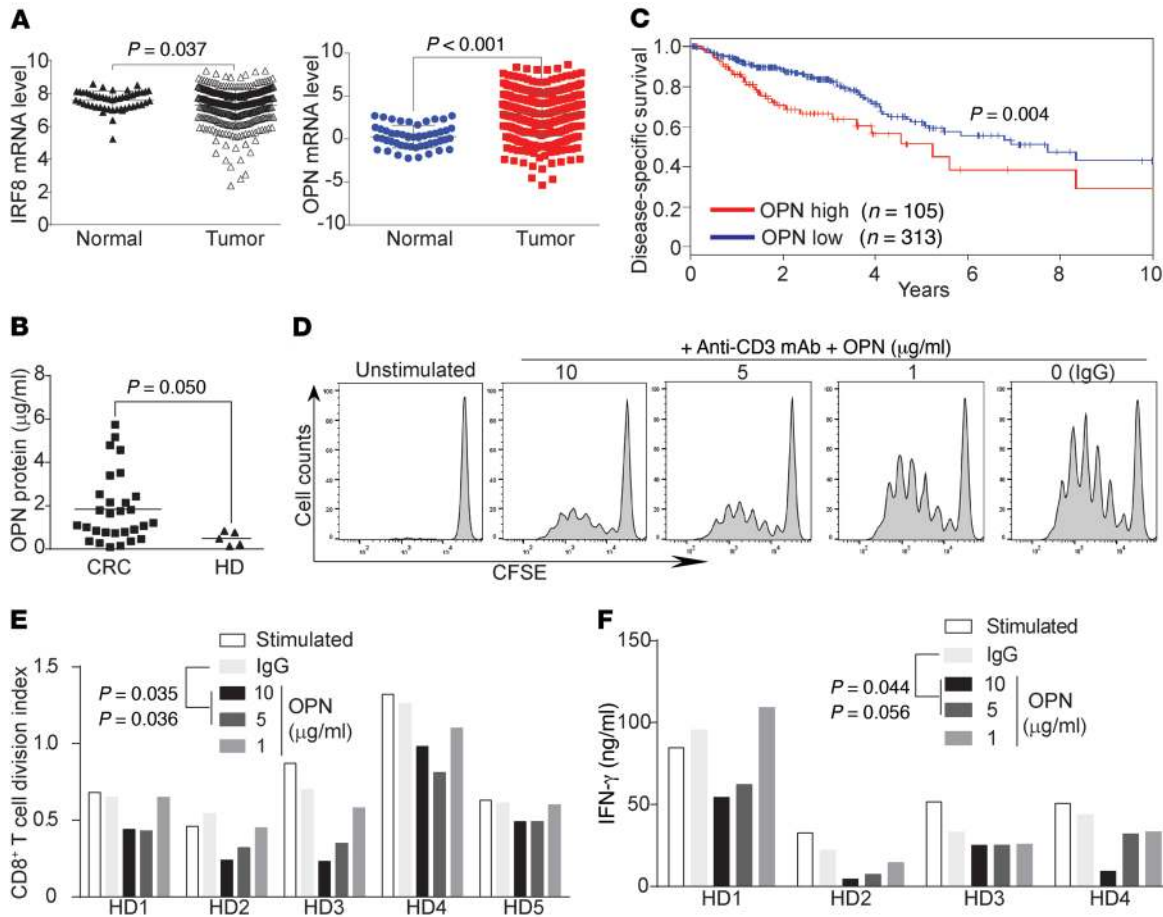 A
P = 0.037
IRF8 mRNA level
10
8
6
4
2
0
Normal
Tumor
P < 0.001
OPN mRNA level
10
5
0
-5
-10
Normal
Tumor
C
Disease-specific survival
1.0
0.8
0.6
0.4
0.2
0
P = 0.004
OPN high (n = 105)
OPN low (n = 313)
0
2
4
6
8
10
Years
B
OPN protein (μg/ml)
8
6
4
2
0
P = 0.050
CRC
HD
D
+ Anti-CD3 mAb + OPN (μg/ml)
Unstimulated
10
5
1
0 (IgG)
Cell counts
CFSE
E
CD8+ T cell division index
1.5
1.0
0.5
0
Stimulated
IgG
10
5
1
OPN
(μg/ml)
P = 0.035
P = 0.036
HD1
HD2
HD3
HD4
HD5
F
IFN-γ (ng/ml)
150
100
50
0
Stimulated
IgG
10
5
1
OPN
(μg/ml)
P = 0.044
P = 0.056
HD1
HD2
HD3
HD4